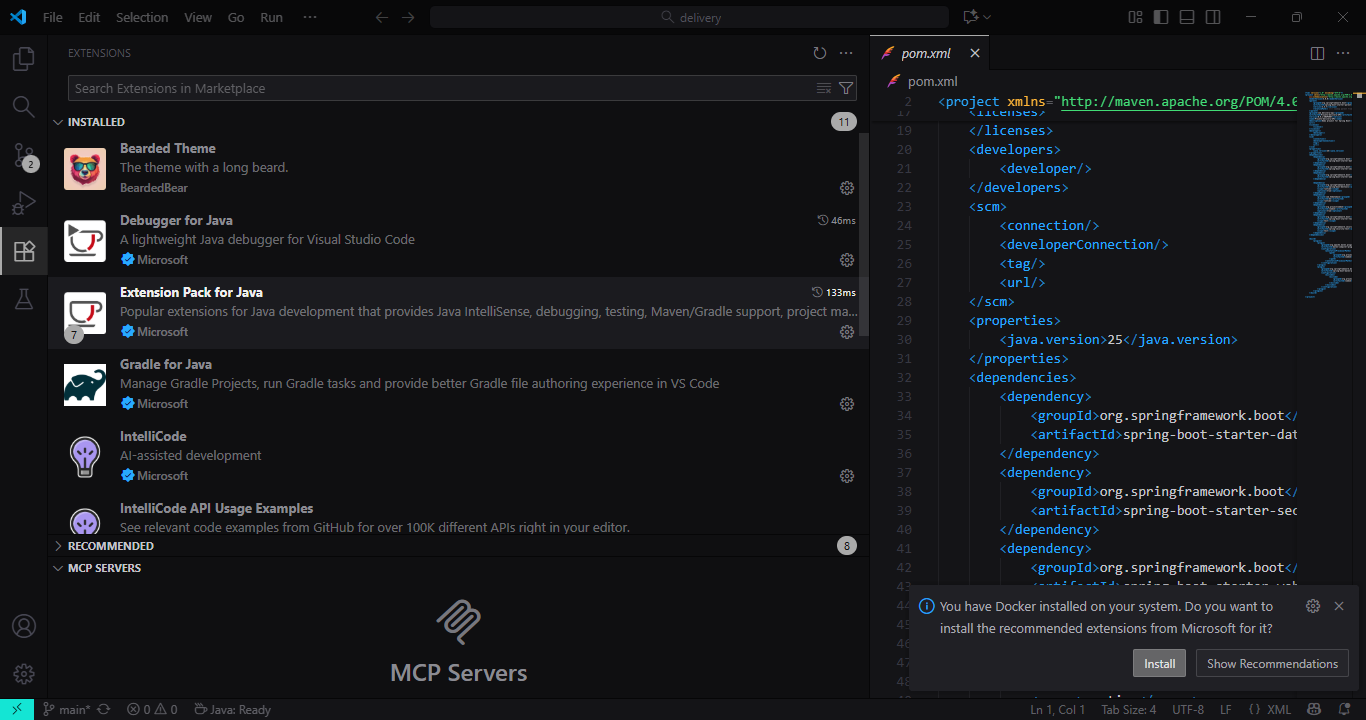 File Edit Selection View Go Run ···
delivery
EXTENSIONS
Search Extensions in Marketplace
INSTALLED 11
2
Bearded Theme
The theme with a long beard.
BeardedBear
Debugger for Java 46ms
A lightweight Java debugger for Visual Studio Code
Microsoft
Extension Pack for Java 133ms
Popular extensions for Java development that provides Java IntelliSense, debugging, testing, Maven/Gradle support, project ma...
7 Microsoft
Gradle for Java
Manage Gradle Projects, run Gradle tasks and provide better Gradle file authoring experience in VS Code
Microsoft
IntelliCode
AI-assisted development
Microsoft
IntelliCode API Usage Examples
See relevant code examples from GitHub for over 100K different APIs right in your editor.
RECOMMENDED 8
MCP SERVERS
MCP Servers
pom.xml
pom.xml
2 <project xmlns="http://maven.apache.org/POM/4.0
17 <licenses>
19 </licenses>
20 <developers>
21 <developer/>
22 </developers>
23 <scm>
24 <connection/>
25 <developerConnection/>
26 <tag/>
27 <url/>
28 </scm>
29 <properties>
30 <java.version>25</java.version>
31 </properties>
32 <dependencies>
33 <dependency>
34 <groupId>org.springframework.boot</
35 <artifactId>spring-boot-starter-dat
36 </dependency>
37 <dependency>
38 <groupId>org.springframework.boot</
39 <artifactId>spring-boot-starter-sec
40 </dependency>
41 <dependency>
42 <groupId>org.springframework.boot</
43 <artifactId>spring-boot-starter-web
44
45
46
47
48
You have Docker installed on your system. Do you want to
install the recommended extensions from Microsoft for it?
Install Show Recommendations
main* 0 0 Java: Ready Ln 1, Col 1 Tab Size: 4 UTF-8 LF {} XML